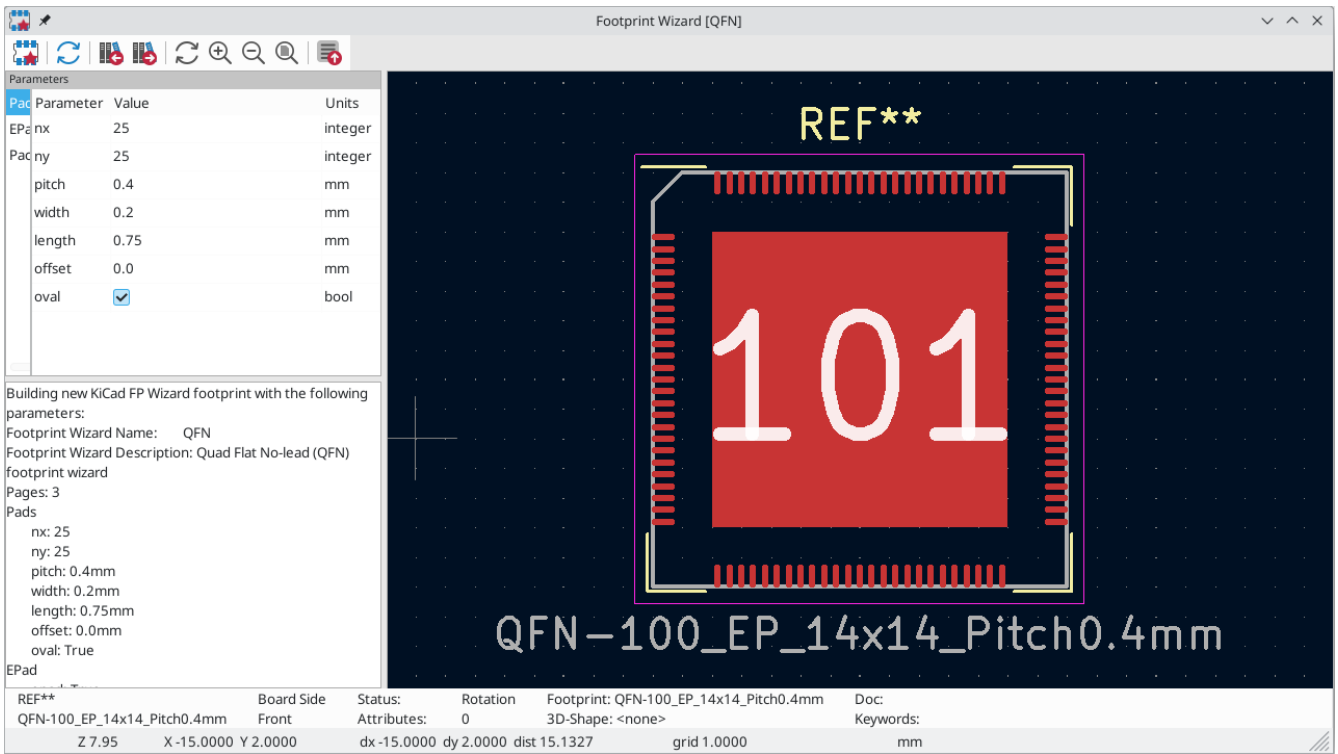 Footprint Wizard [QFN]
Parameters
Pad
EPa
Pad
Parameter Value Units
nx 25 integer
ny 25 integer
pitch 0.4 mm
width 0.2 mm
length 0.75 mm
offset 0.0 mm
oval bool
REF**
101
QFN-100_EP_14x14_Pitch0.4mm
Building new KiCad FP Wizard footprint with the following
parameters:
Footprint Wizard Name: QFN
Footprint Wizard Description: Quad Flat No-lead (QFN)
footprint wizard
Pages: 3
Pads
nx: 25
ny: 25
pitch: 0.4mm
width: 0.2mm
length: 0.75mm
offset: 0.0mm
oval: True
EPad
REF** Board Side Status: Rotation Footprint: QFN-100_EP_14x14_Pitch0.4mm Doc:
QFN-100_EP_14x14_Pitch0.4mm Front Attributes: 0 3D-Shape: <none> Keywords:
Z 7.95 X -15.0000 Y 2.0000 dx -15.0000 dy 2.0000 dist 15.1327 grid 1.0000 mm